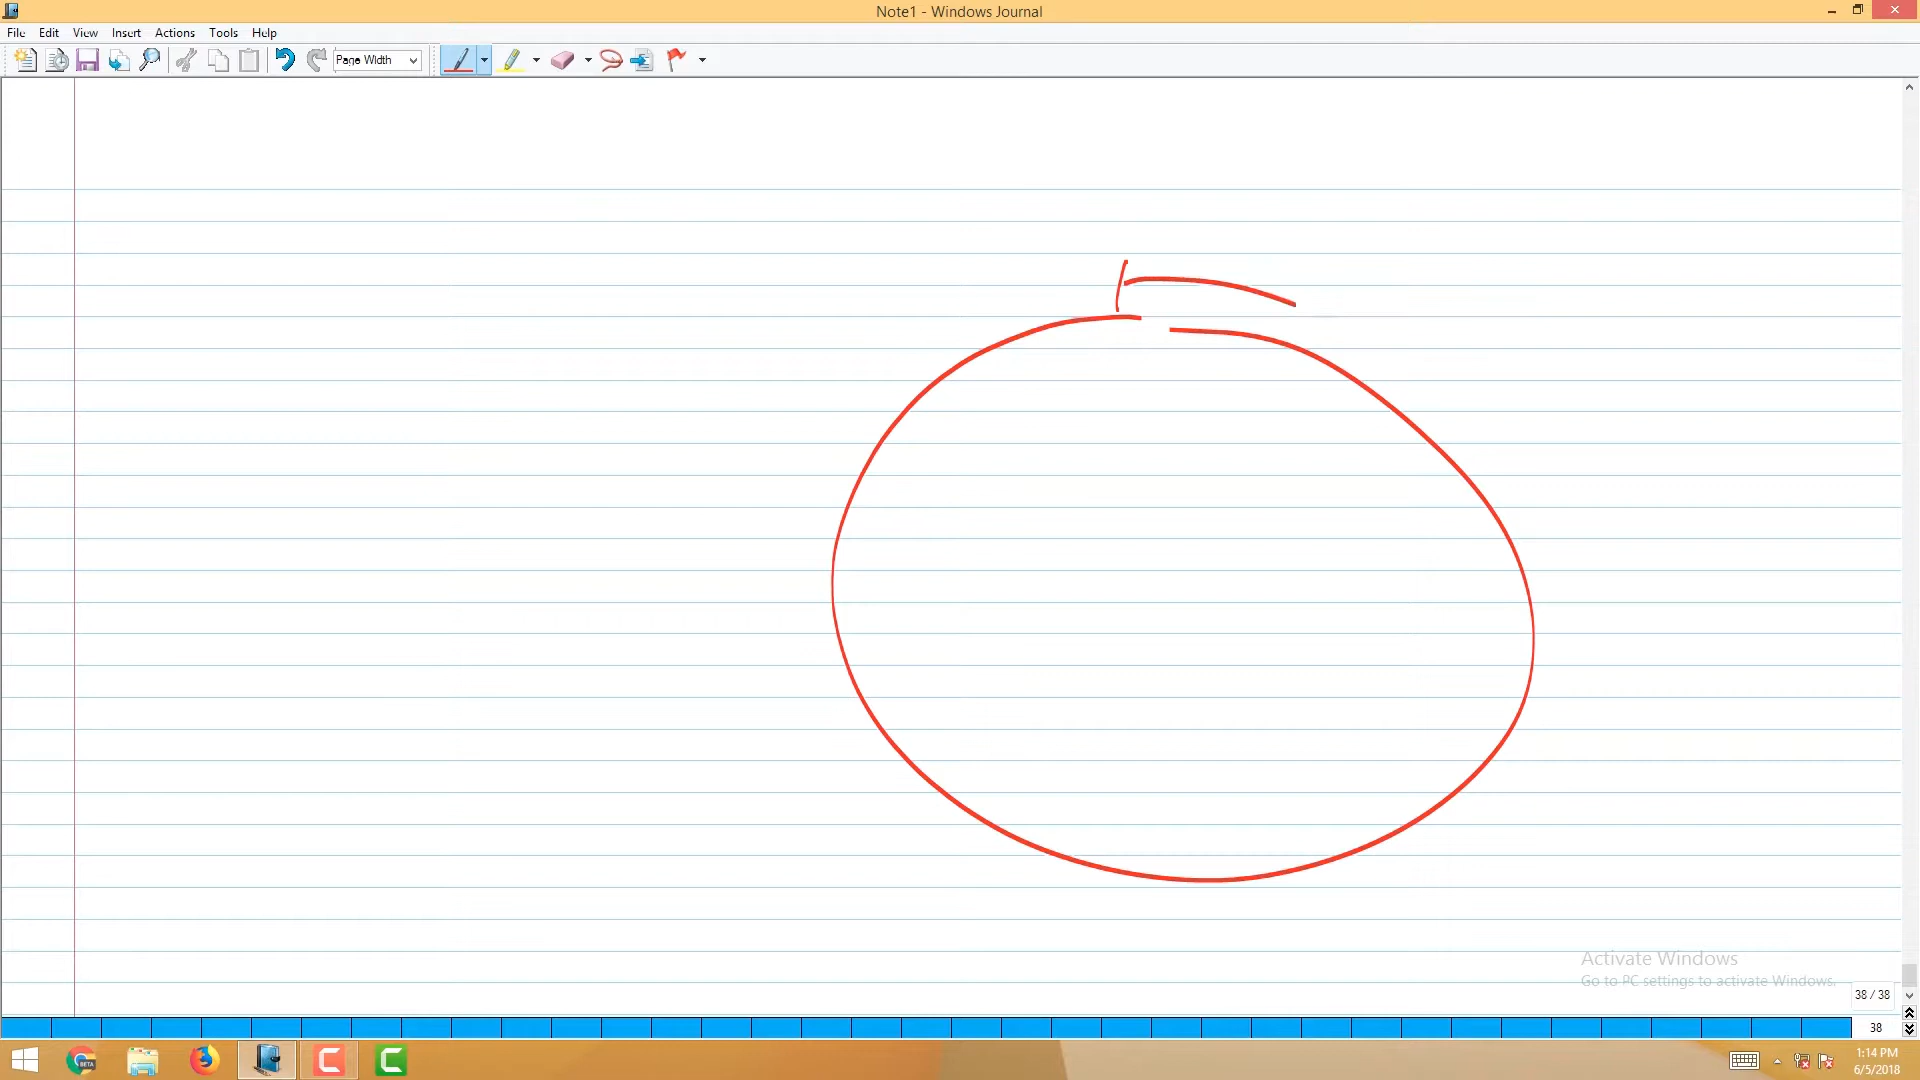 Note1 - Windows Journal
File Edit View Insert Actions Tools Help
Page Width
Activate Windows
Go to PC settings to activate Windows.
38 / 38
38
BETA
1:14 PM
6/5/2018